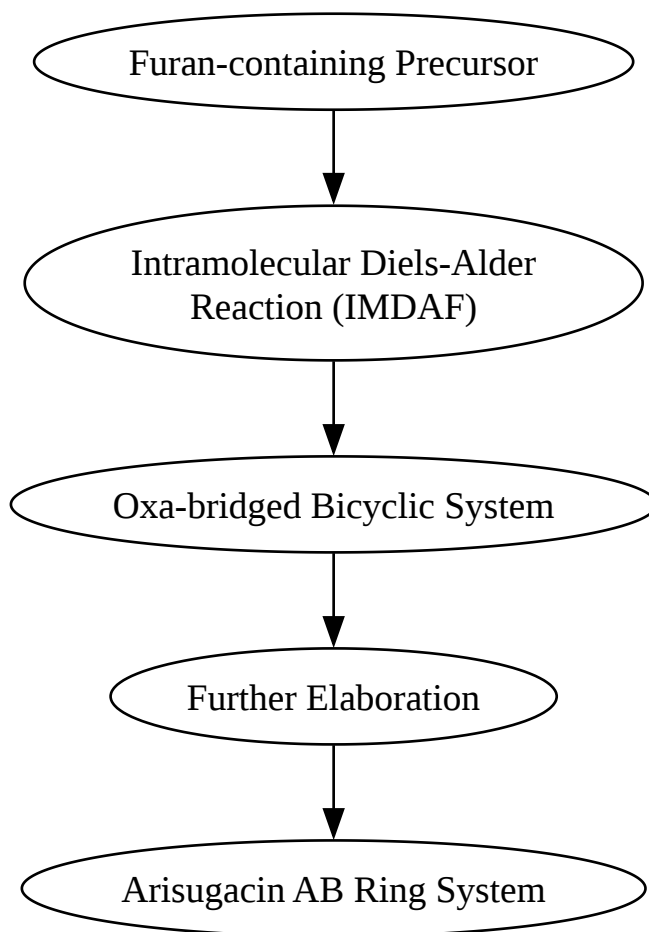 Furan-containing Precursor
Intramolecular Diels-Alder
Reaction (IMDAF)
Oxa-bridged Bicyclic System
Further Elaboration
Arisugacin AB Ring System